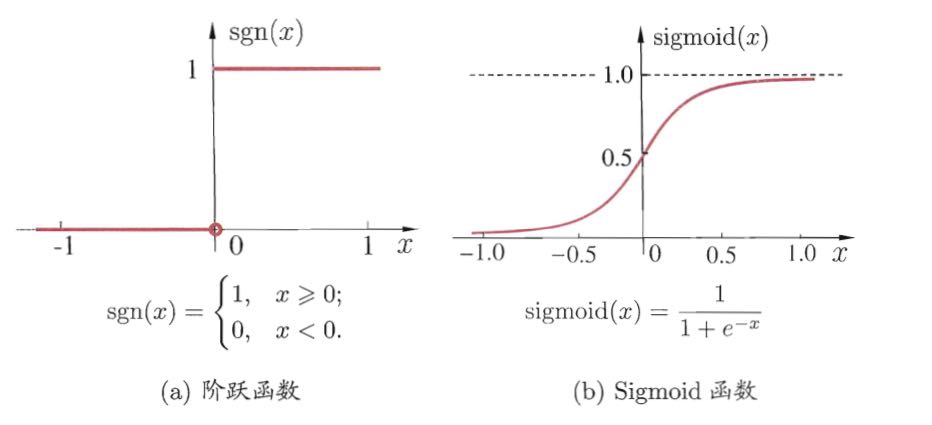 sgn(x)
1
-1
0
1
x
sgn(x) = { 1, x ⩾ 0;
0, x < 0.
(a) 阶跃函数
sigmoid(x)
1.0
0.5
-1.0
-0.5
0
0.5
1.0
x
sigmoid(x) = 1 / (1 + e^{-x})
(b) Sigmoid 函数